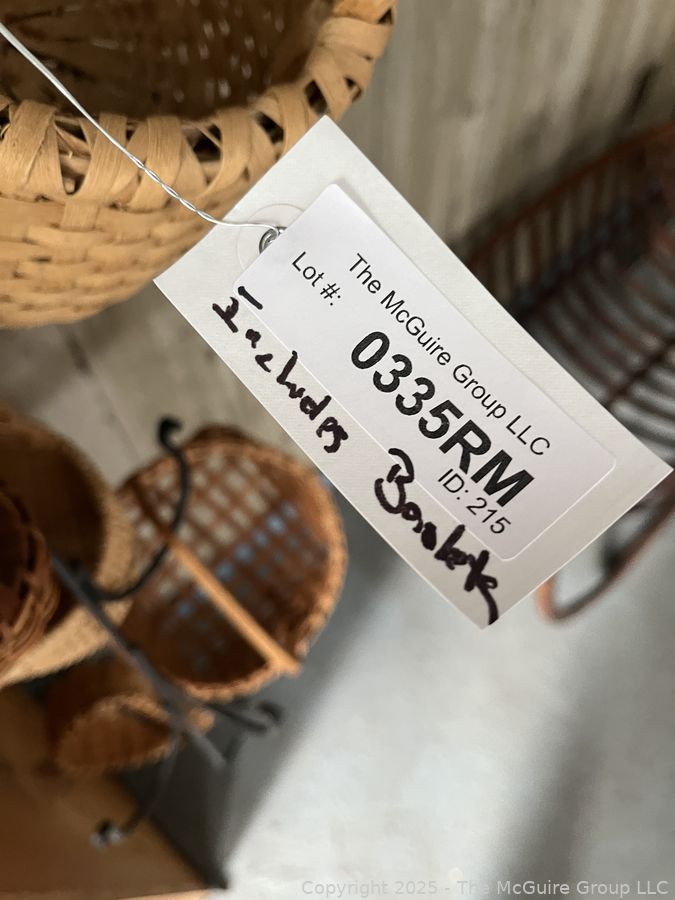 The McGuire Group LLC
Lot #:
0335RM
ID: 215
Includes Baskets
Copyright 2025 - The McGuire Group LLC